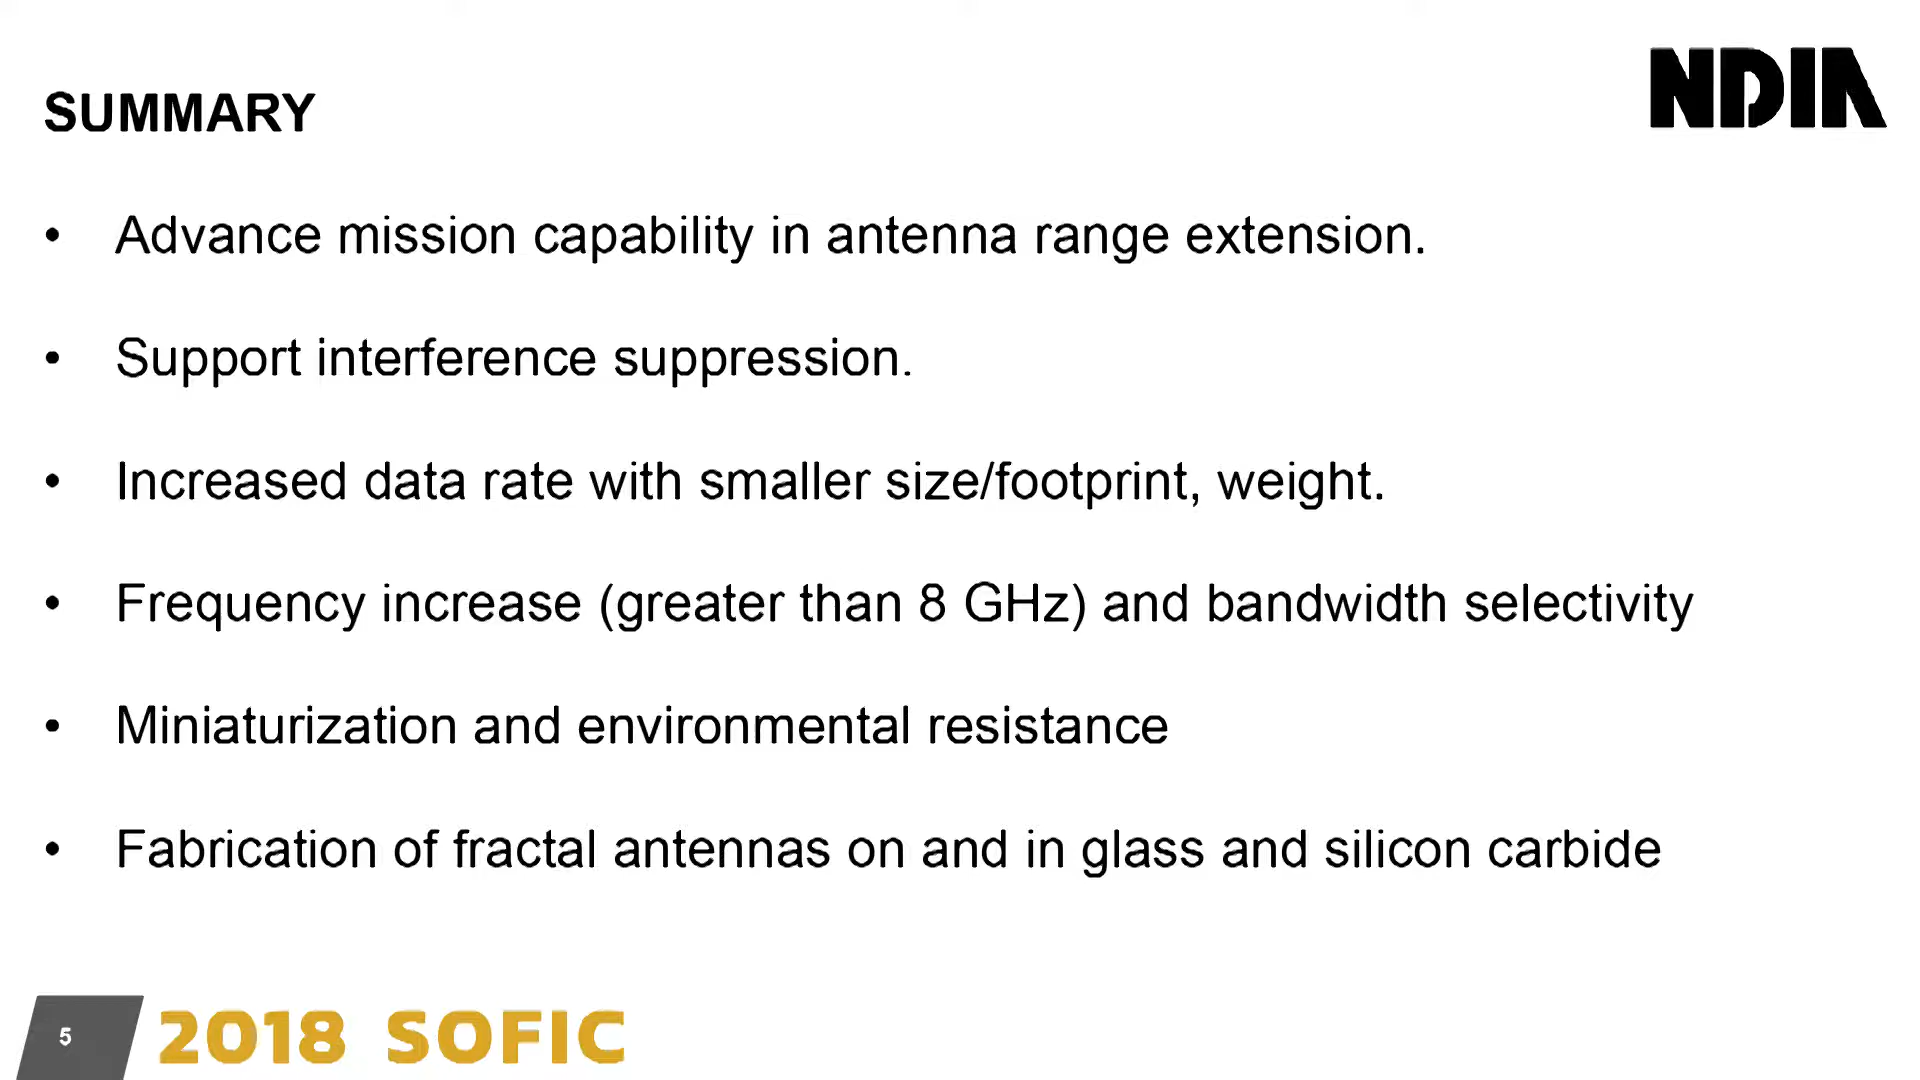 NDIA
SUMMARY
• Advance mission capability in antenna range extension.
• Support interference suppression.
• Increased data rate with smaller size/footprint, weight.
• Frequency increase (greater than 8 GHz) and bandwidth selectivity
• Miniaturization and environmental resistance
• Fabrication of fractal antennas on and in glass and silicon carbide
5 2018 SOFIC